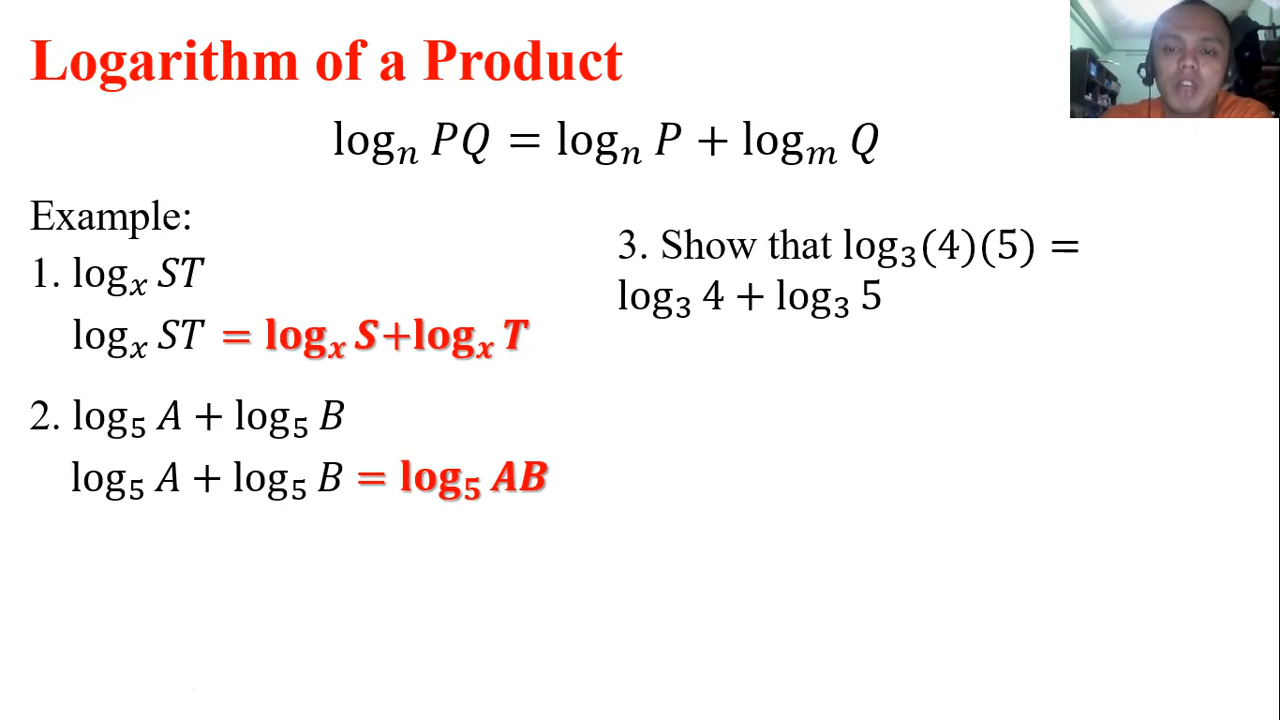 Logarithm of a Product
logₙ PQ = logₙ P + logₘ Q
Example:
1. logₓ ST
logₓ ST = logₓ S+logₓ T
2. log₅ A + log₅ B
log₅ A + log₅ B = log₅ AB
3. Show that log₃(4)(5) =
log₃ 4 + log₃ 5